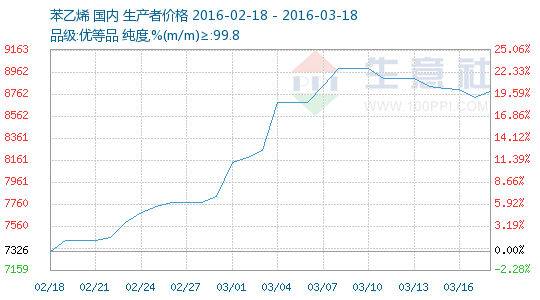 苯乙烯 国内 生产者价格 2016-02-18 - 2016-03-18
品级:优等品 纯度,%(m/m)≥:99.8
9163 25.06%
8962 22.33%
8762 19.59%
8562 16.86%
8361 14.12%
8161 11.39%
7961 8.66%
7760 5.92%
7560 3.19%
7326 0.00%
7159 -2.28%
02/18 02/21 02/24 02/27 03/01 03/04 03/07 03/10 03/13 03/16
生意社
WWW.100PPI.COM
PPI